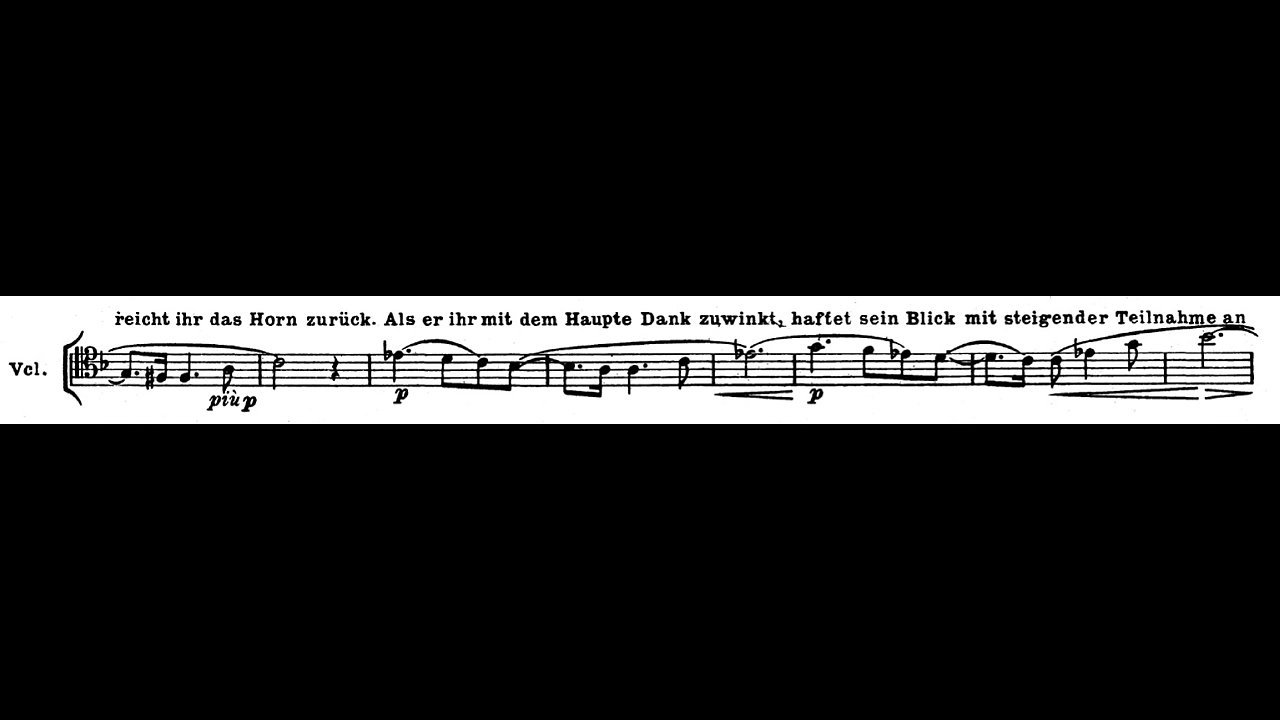 reicht ihr das Horn zurück. Als er ihr mit dem Haupte Dank zuwinkt, haftet sein Blick mit steigender Teilnahme an
Vcl.
più p p p